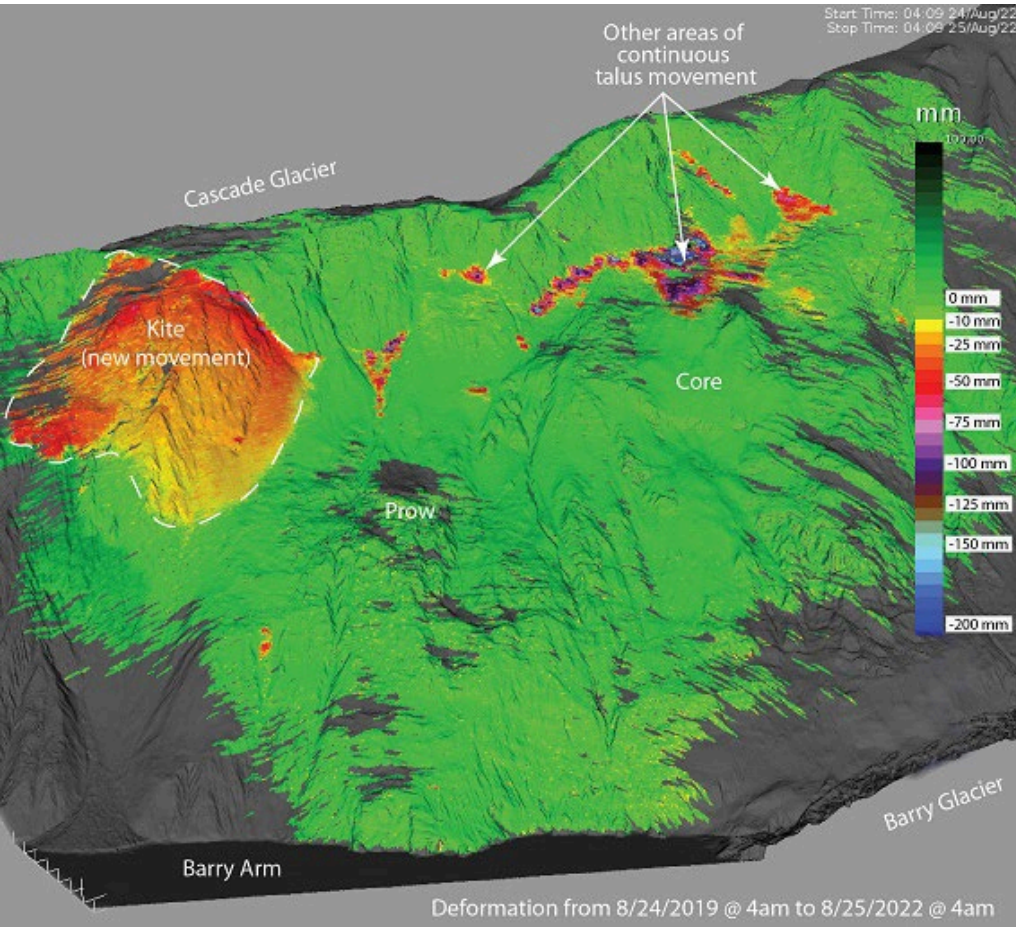 Start Time: 04:09 24/Aug/22
Stop Time: 04:09 25/Aug/22
Other areas of
continuous
talus movement
mm
100.00
Cascade Glacier
Kite
(new movement)
0 mm
-10 mm
-25 mm
-50 mm
-75 mm
-100 mm
-125 mm
-150 mm
-200 mm
Core
Prow
Barry Glacier
Barry Arm
Deformation from 8/24/2019 @ 4am to 8/25/2022 @ 4am